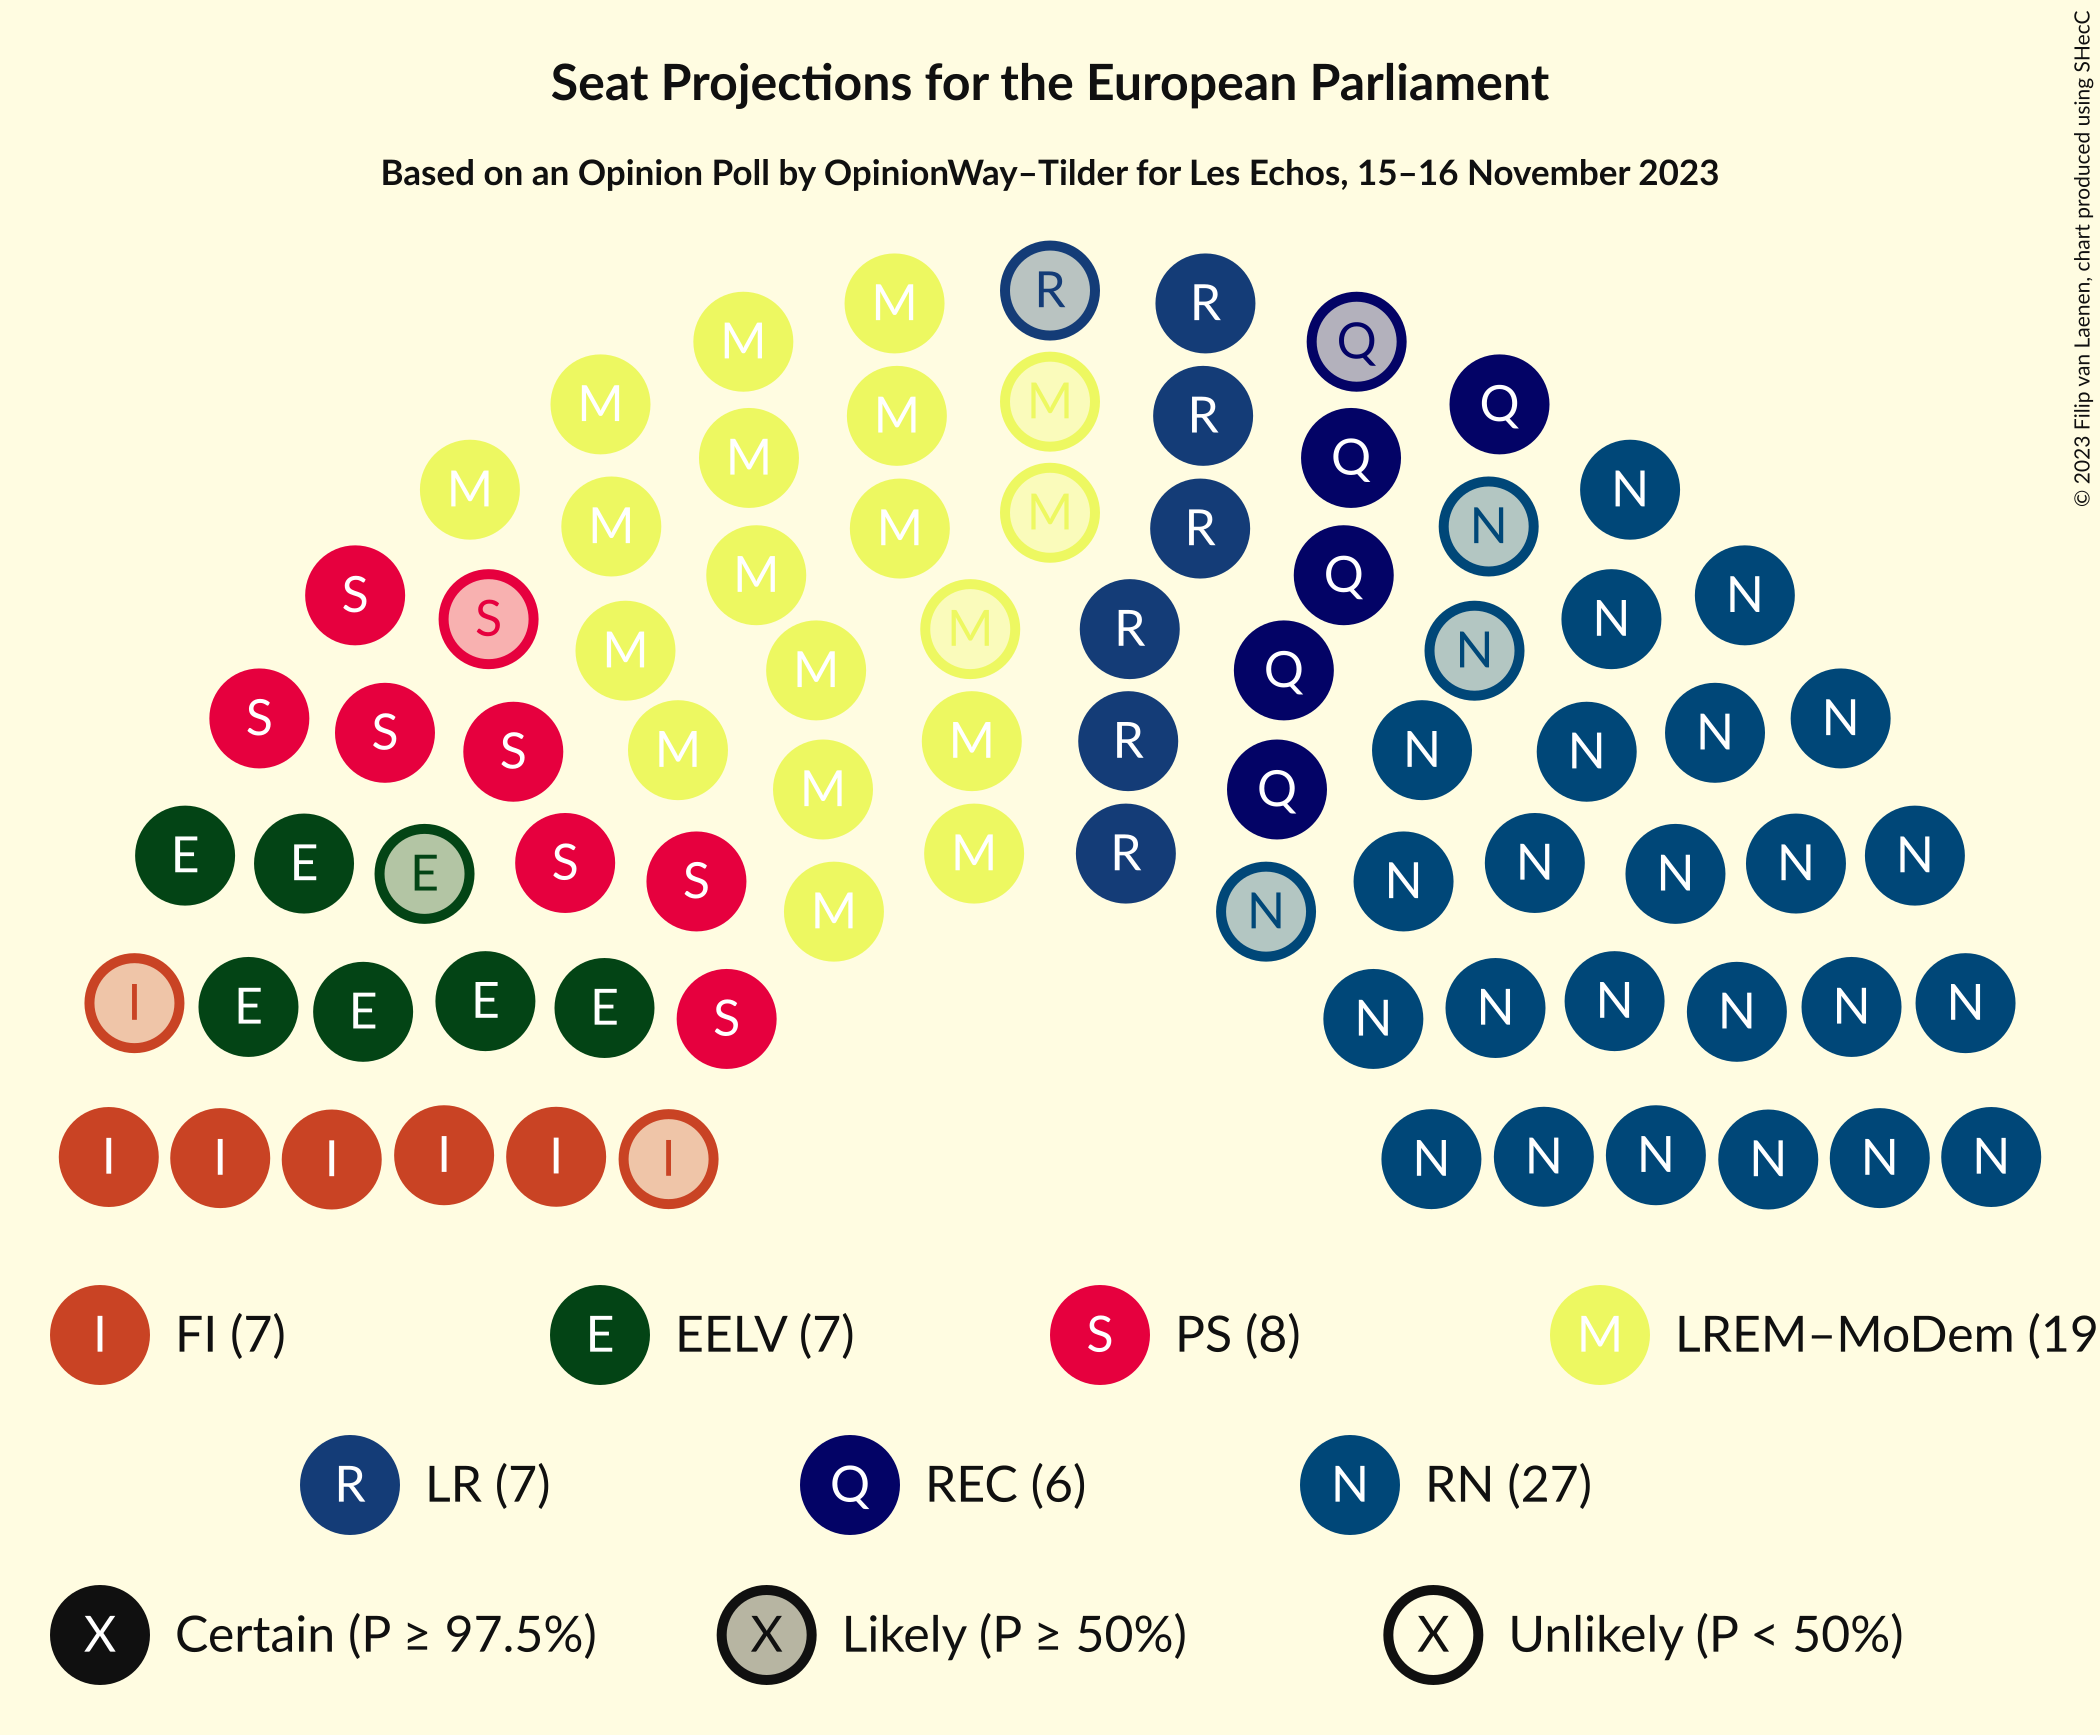 Seat Projections for the European Parliament
Based on an Opinion Poll by OpinionWay–Tilder for Les Echos, 15–16 November 2023
© 2023 Filip van Laenen, chart produced using SHecC
R
M R Q
M M R Q
M M M Q N
M M M R N
S S M M M R Q N N
M M R Q N
S S S M M M R Q N N N N
E E E S S M M R N N N N N N
I E E E E S N N N N N N
I I I I I I N N N N N N
I FI (7) E EELV (7) S PS (8) M LREM–MoDem (19
R LR (7) Q REC (6) N RN (27)
X Certain (P ≥ 97.5%) X Likely (P ≥ 50%) X Unlikely (P < 50%)